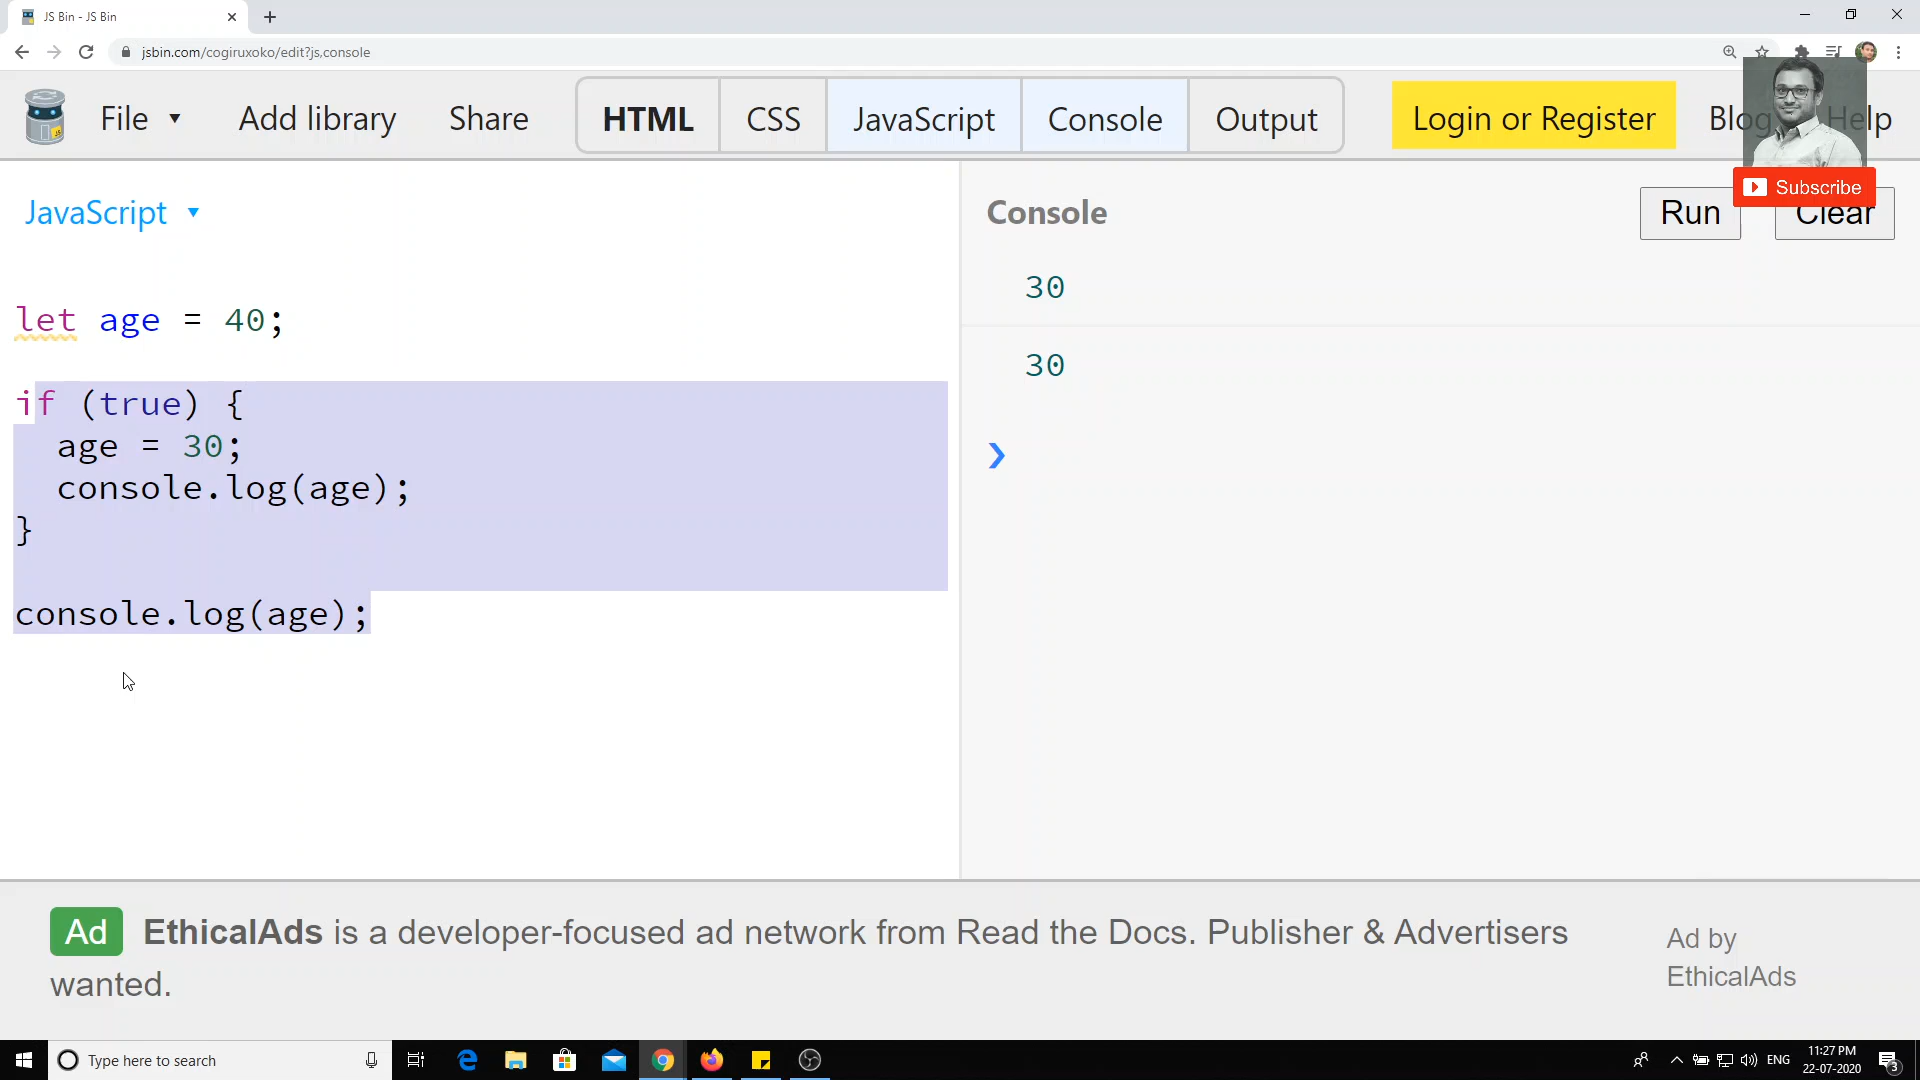 JS Bin - JS Bin
jsbin.com/cogiruxoko/edit?js,console
File ▼ Add library Share HTML CSS JavaScript Console Output Login or Register Blog Help
Subscribe
JavaScript ▼
Console Run Clear
let age = 40;
if (true) {
  age = 30;
  console.log(age);
}
console.log(age);
30
30
Ad EthicalAds is a developer-focused ad network from Read the Docs. Publisher & Advertisers
wanted.
Ad by
EthicalAds
Type here to search
ENG
11:27 PM
22-07-2020
3